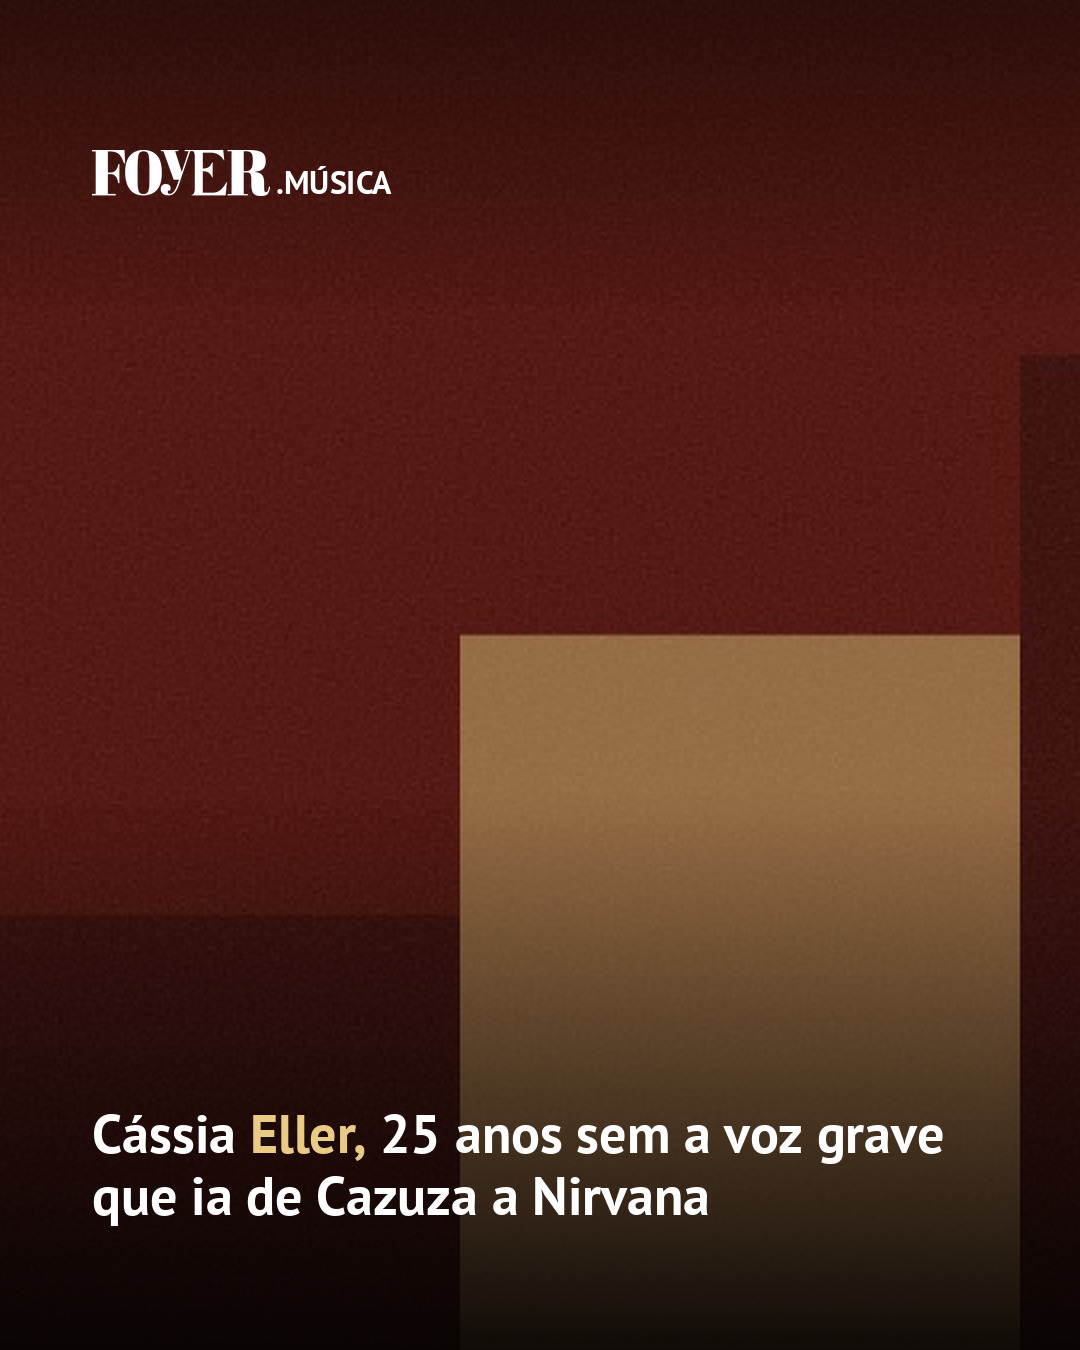 FOYER .MÚSICA
Cássia Eller, 25 anos sem a voz grave
que ia de Cazuza a Nirvana